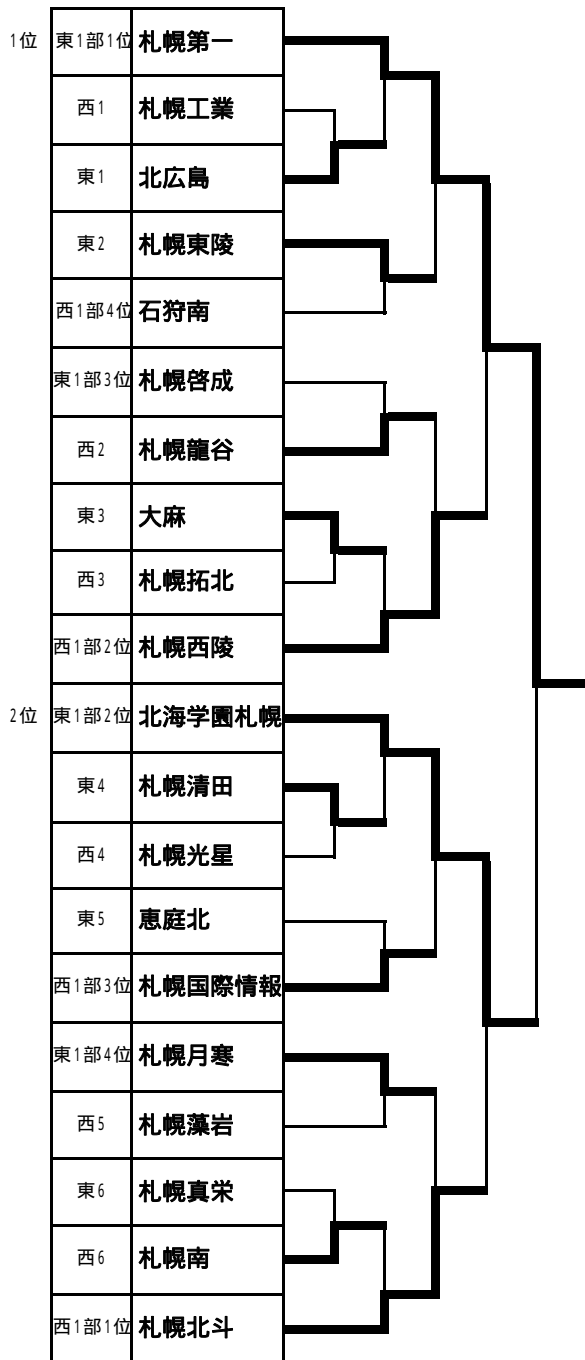 1位 東1部1位 札幌第一
西1 札幌工業
東1 北広島
東2 札幌東陵
西1部4位 石狩南
東1部3位 札幌啓成
西2 札幌龍谷
東3 大麻
西3 札幌拓北
西1部2位 札幌西陵
2位 東1部2位 北海学園札幌
東4 札幌清田
西4 札幌光星
東5 恵庭北
西1部3位 札幌国際情報
東1部4位 札幌月寒
西5 札幌藻岩
東6 札幌真栄
西6 札幌南
西1部1位 札幌北斗